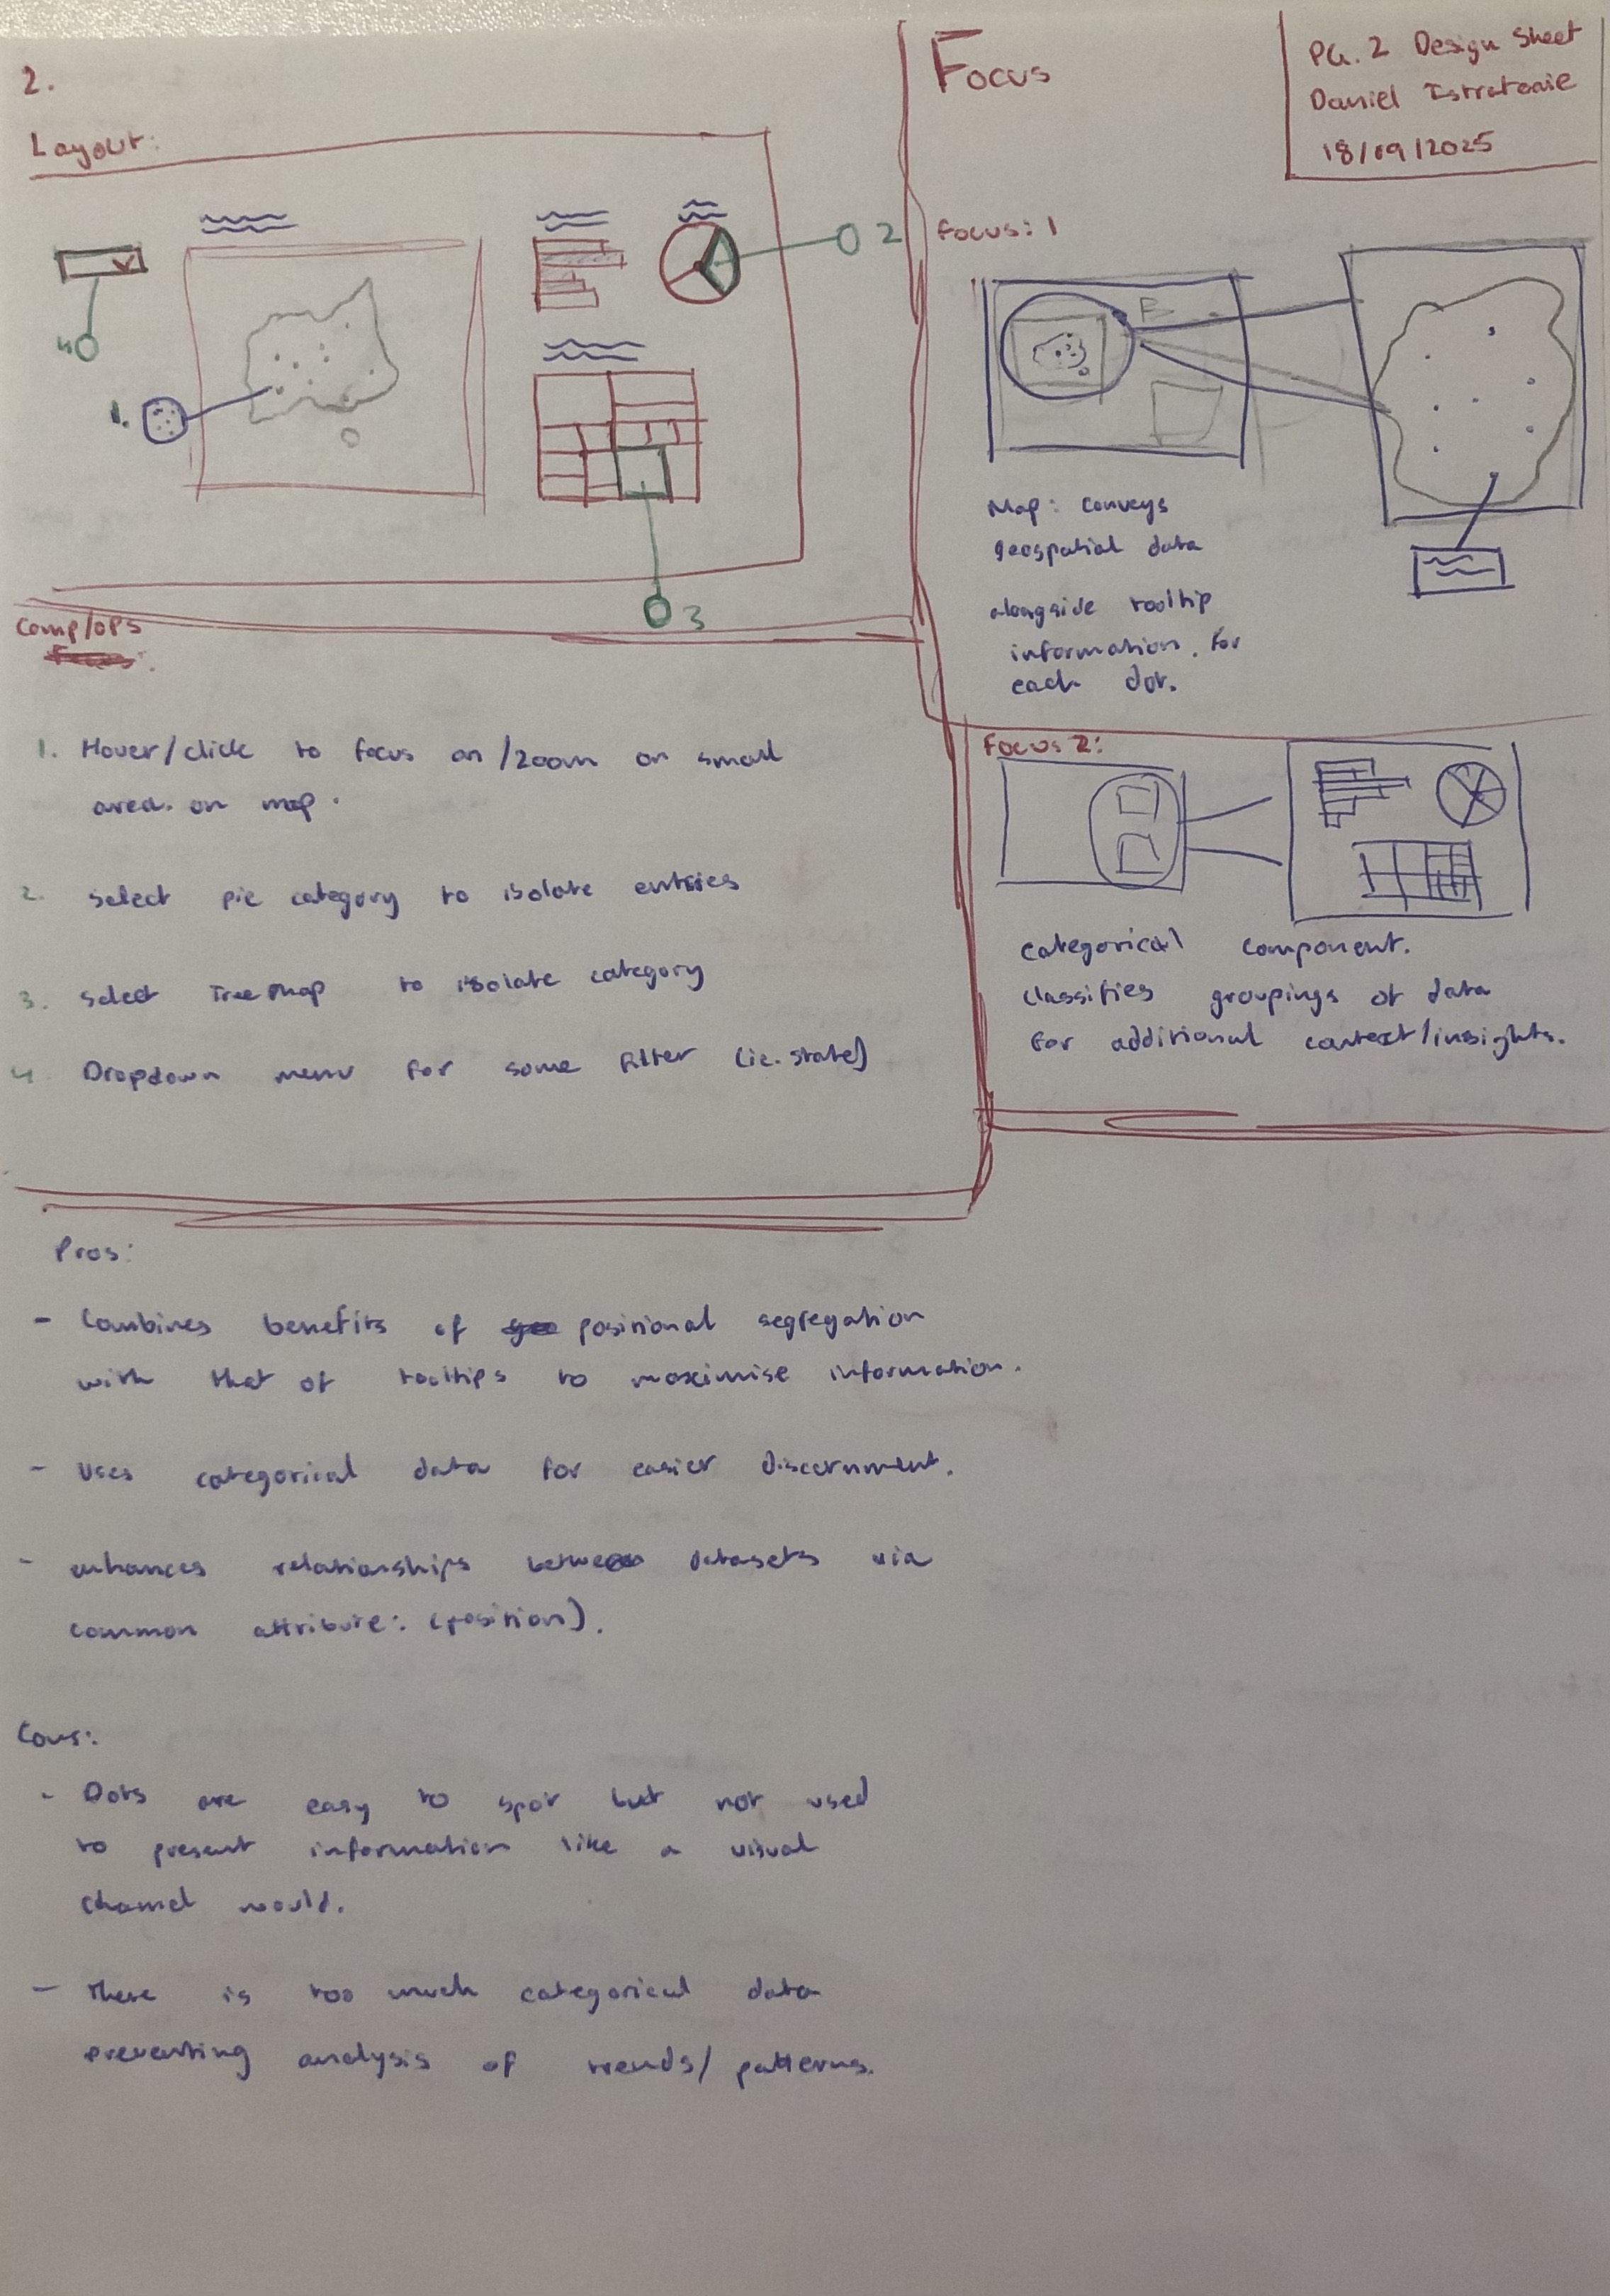 2.
Layout:
1.
2
3
4
Comp/ops
:
1. Hover/click to focus on/zoom on small
area. on map.
2. select pie category to isolate entries
3. select Tree map to isolate category
4. Dropdown menu for some filter (ie. state)
Focus
PG. 2 Design Sheet
Daniel
18/09/2025
Focus: 1
Map: conveys
geospatial data
alongside tooltip
information. for
each dot.
Focus 2:
categorical component.
classifies groupings of data
for additional context/insights.
Pros:
- Combines benefits of positional segregation
with that of tooltips to maximise information.
- Uses categorical data for easier Discernment.
- enhances relationships between datasets via
common attribute: (position).
Cons:
- Dots are easy to spot but not used
to present information like a visual
channel would.
- There is too much categorical data
preventing analysis of trends/patterns.